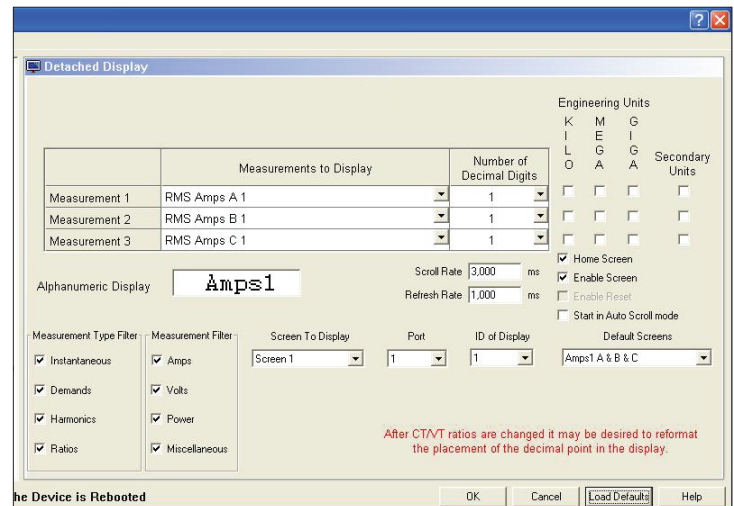 Detached Display
Engineering Units
KILO MEGA GIGA Secondary Units
Measurements to Display Number of Decimal Digits
Measurement 1 RMS Amps A 1 1
Measurement 2 RMS Amps B 1 1
Measurement 3 RMS Amps C 1 1
Alphanumeric Display Amps1
Scroll Rate 3,000 ms
Refresh Rate 1,000 ms
Home Screen
Enable Screen
Enable Reset
Start in Auto Scroll mode
Measurement Type Filter
Instantaneous
Demands
Harmonics
Ratios
Measurement Filter
Amps
Volts
Power
Miscellaneous
Screen To Display
Screen 1
Port
1
ID of Display
1
Default Screens
Amps1 A & B & C
After CT/VT ratios are changed it may be desired to reformat
the placement of the decimal point in the display.
he Device is Rebooted
OK Cancel Load Defaults Help